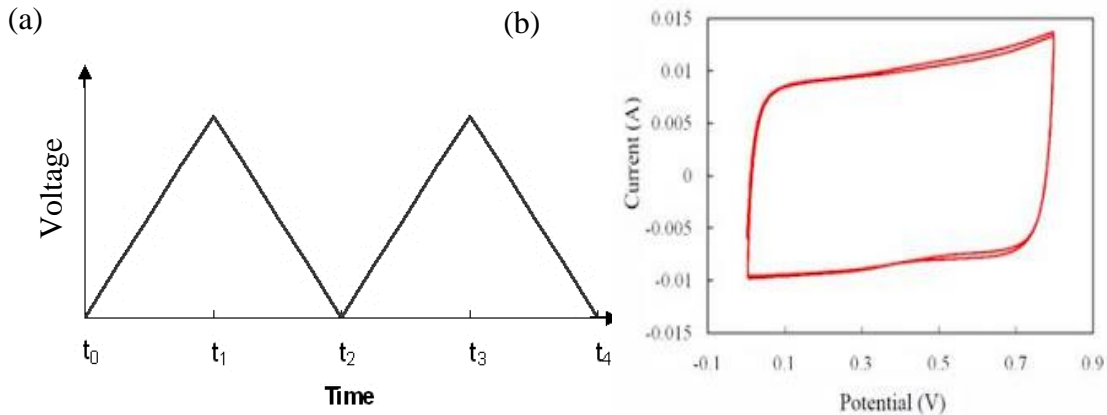 (a)
Voltage
t0 t1 t2 t3 t4
Time
(b)
0.015
0.01
0.005
0
-0.005
-0.01
-0.015
Current (A)
-0.1 0.1 0.3 0.5 0.7 0.9
Potential (V)